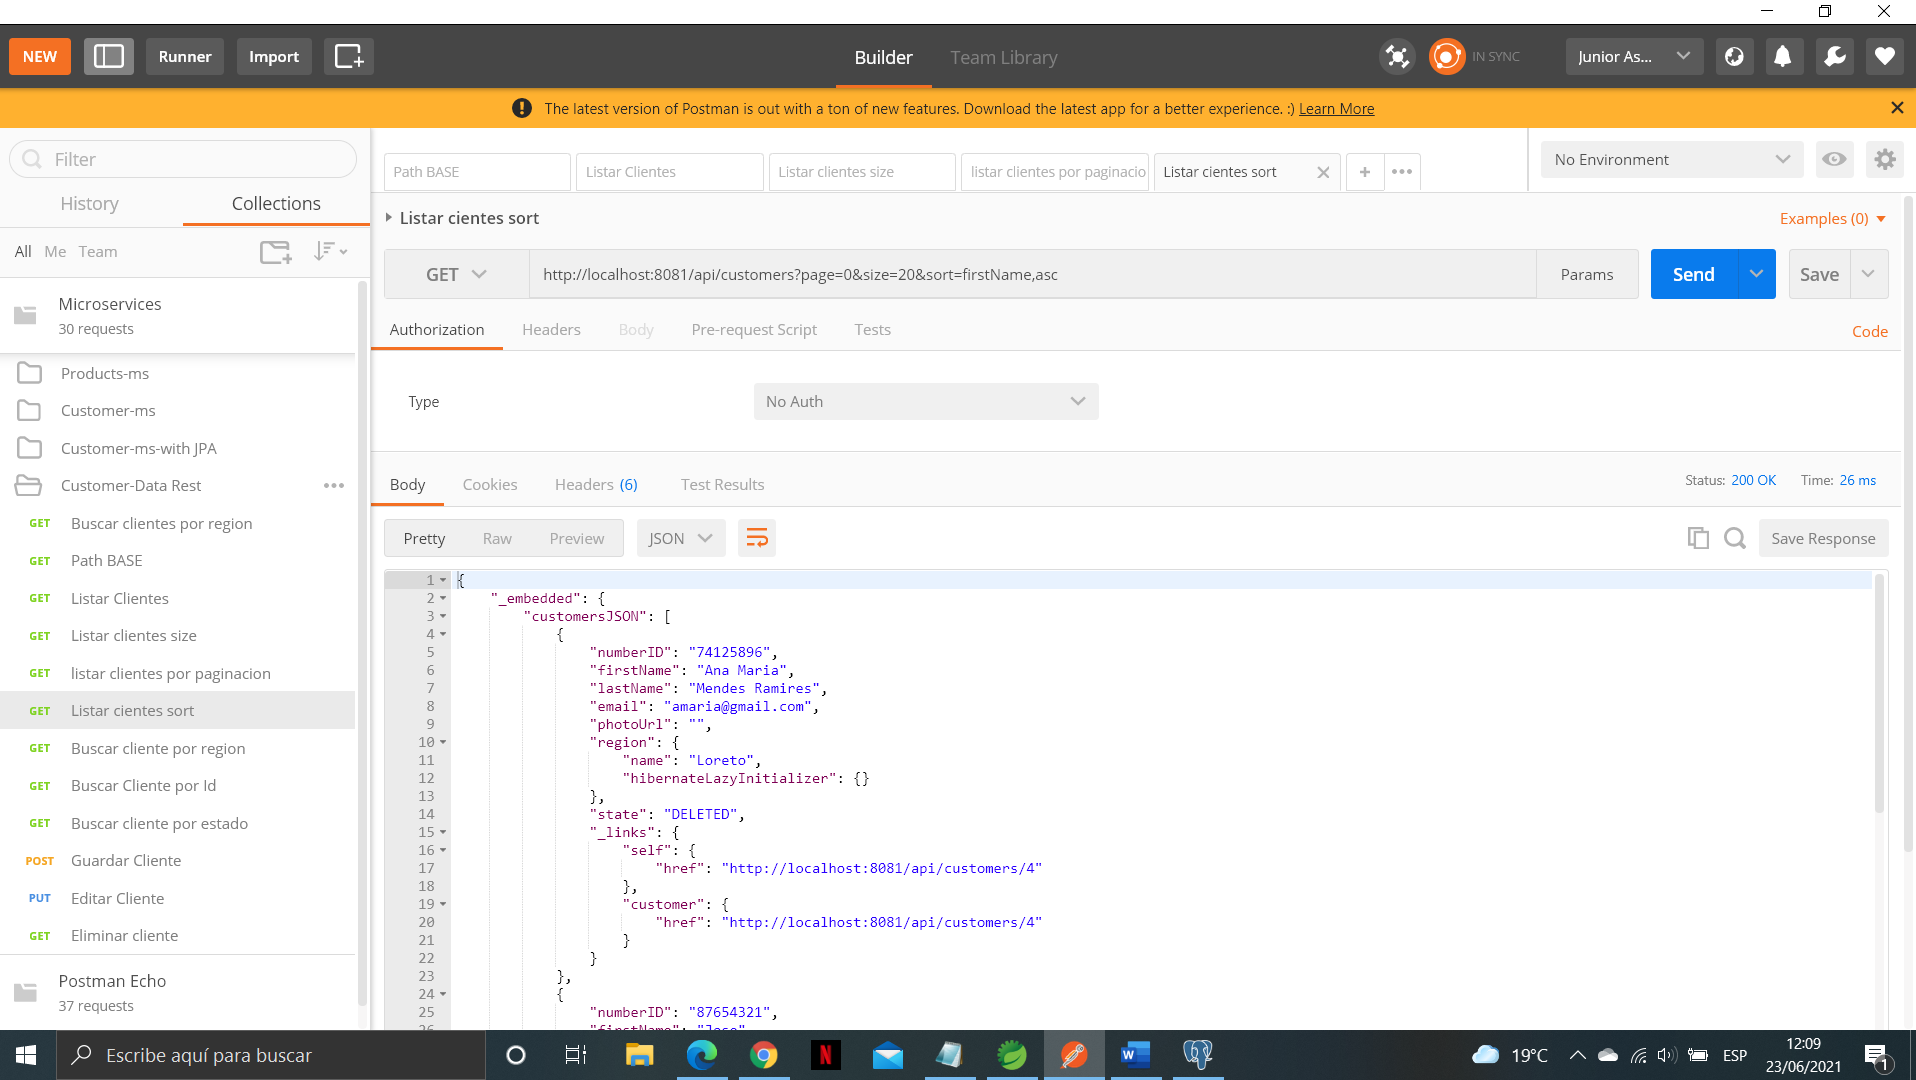 NEW
Runner
Import
Builder
Team Library
IN SYNC
Junior As...
The latest version of Postman is out with a ton of new features. Download the latest app for a better experience. :) Learn More
Filter
History
Collections
All Me Team
Microservices
30 requests
Products-ms
Customer-ms
Customer-ms-with JPA
Customer-Data Rest
GET Buscar clientes por region
GET Path BASE
GET Listar Clientes
GET Listar clientes size
GET listar clientes por paginacion
GET Listar cientes sort
GET Buscar cliente por region
GET Buscar Cliente por Id
GET Buscar cliente por estado
POST Guardar Cliente
PUT Editar Cliente
GET Eliminar cliente
Postman Echo
37 requests
Path BASE
Listar Clientes
Listar clientes size
listar clientes por paginacio
Listar cientes sort
No Environment
Listar cientes sort
Examples (0)
GET
http://localhost:8081/api/customers?page=0&size=20&sort=firstName,asc
Params
Send
Save
Authorization
Headers
Body
Pre-request Script
Tests
Code
Type
No Auth
Body
Cookies
Headers (6)
Test Results
Status: 200 OK
Time: 26 ms
Pretty
Raw
Preview
JSON
Save Response
1 {
2 "_embedded": {
3 "customersJSON": [
4 {
5 "numberID": "74125896",
6 "firstName": "Ana Maria",
7 "lastName": "Mendes Ramires",
8 "email": "amaria@gmail.com",
9 "photoUrl": "",
10 "region": {
11 "name": "Loreto",
12 "hibernateLazyInitializer": {}
13 },
14 "state": "DELETED",
15 "_links": {
16 "self": {
17 "href": "http://localhost:8081/api/customers/4"
18 },
19 "customer": {
20 "href": "http://localhost:8081/api/customers/4"
21 }
22 }
23 },
24 {
25 "numberID": "87654321",
26 "firstName": "Jose"
Escribe aquí para buscar
19°C
ESP
12:09
23/06/2021
1